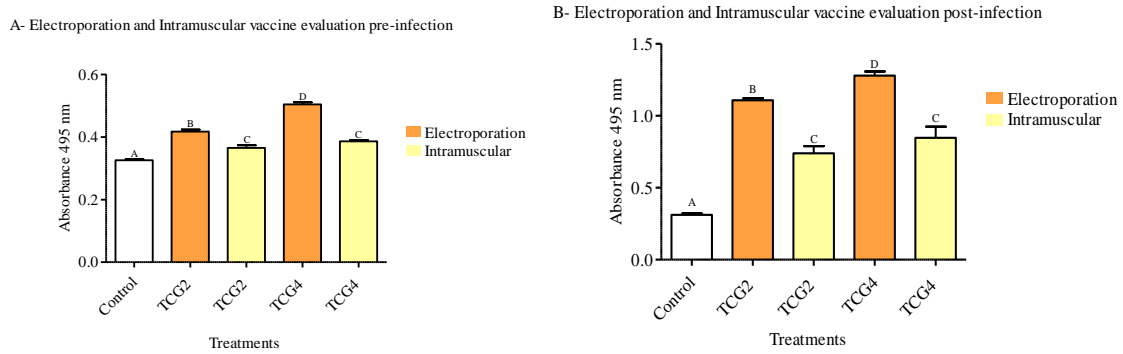 A- Electroporation and Intramuscular vaccine evaluation pre-infection
Absorbance 495 nm
0.6
0.4
0.2
0.0
A
B
C
D
C
Control
TCG2
TCG2
TCG4
TCG4
Treatments
Electroporation
Intramuscular
B- Electroporation and Intramuscular vaccine evaluation post-infection
Absorbance 495 nm
1.5
1.0
0.5
0.0
A
B
C
D
C
Control
TCG2
TCG2
TCG4
TCG4
Treatments
Electroporation
Intramuscular